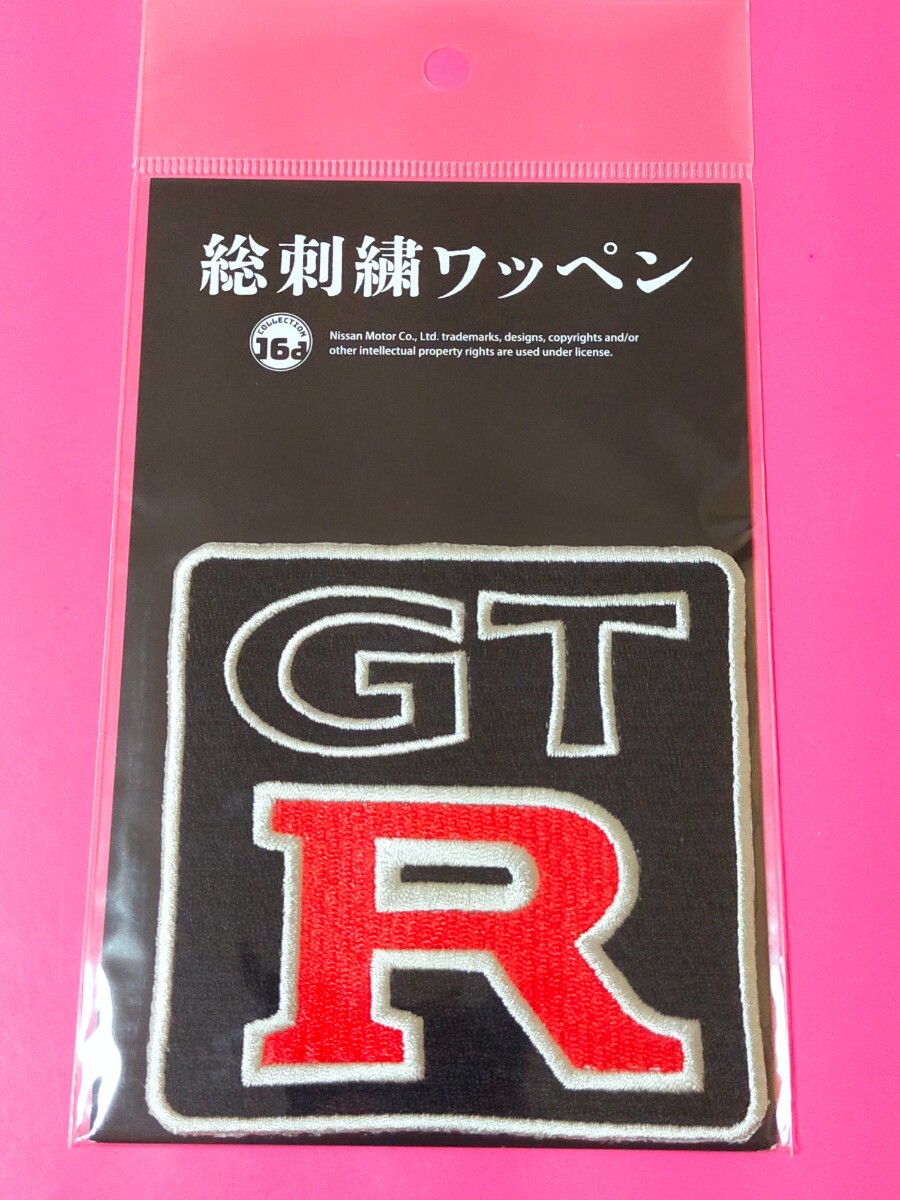 総刺繍ワッペン
COLLECTION
16d
Nissan Motor Co., Ltd. trademarks, designs, copyrights and/or
other intellectual property rights are used under license.
GT
R